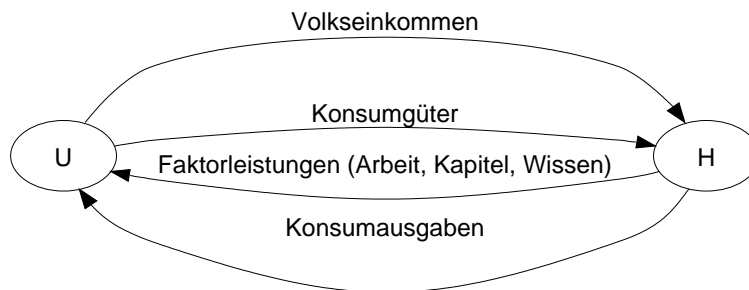 Volkseinkommen
Konsumgüter
U
H
Faktorleistungen (Arbeit, Kapitel, Wissen)
Konsumausgaben